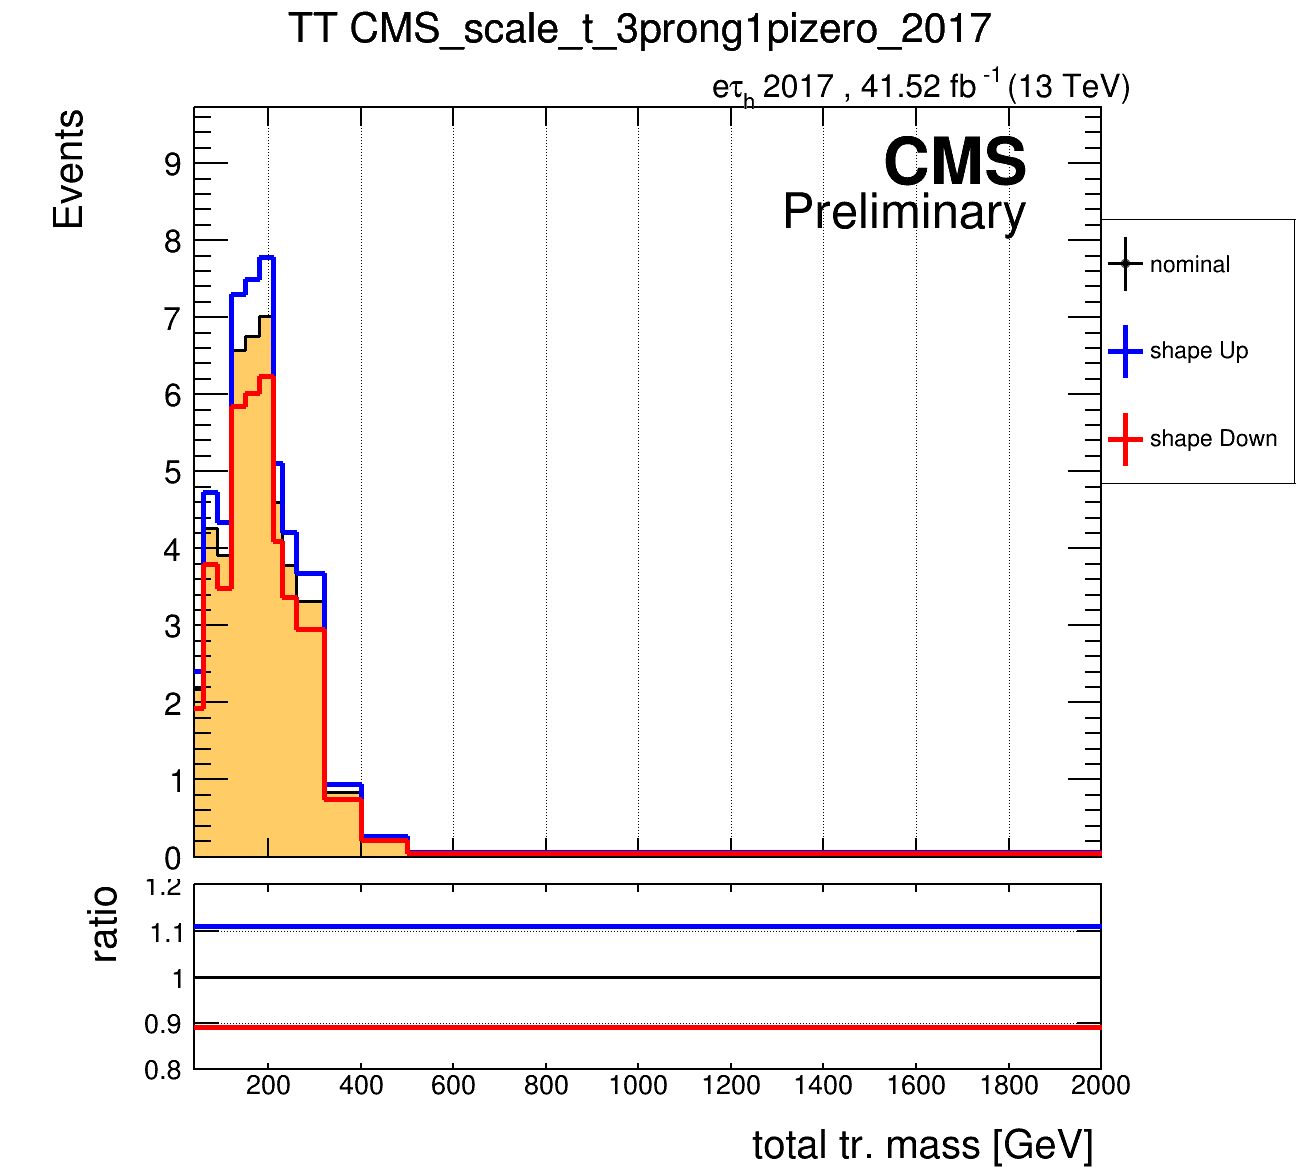 TT CMS_scale_t_3prong1pizero_2017
eτh 2017 , 41.52 fb -1 (13 TeV)
Events
CMS
Preliminary
9
8
7
6
5
4
3
2
1
0
nominal
shape Up
shape Down
ratio
1.2
1.1
1
0.9
0.8
200 400 600 800 1000 1200 1400 1600 1800 2000
total tr. mass [GeV]